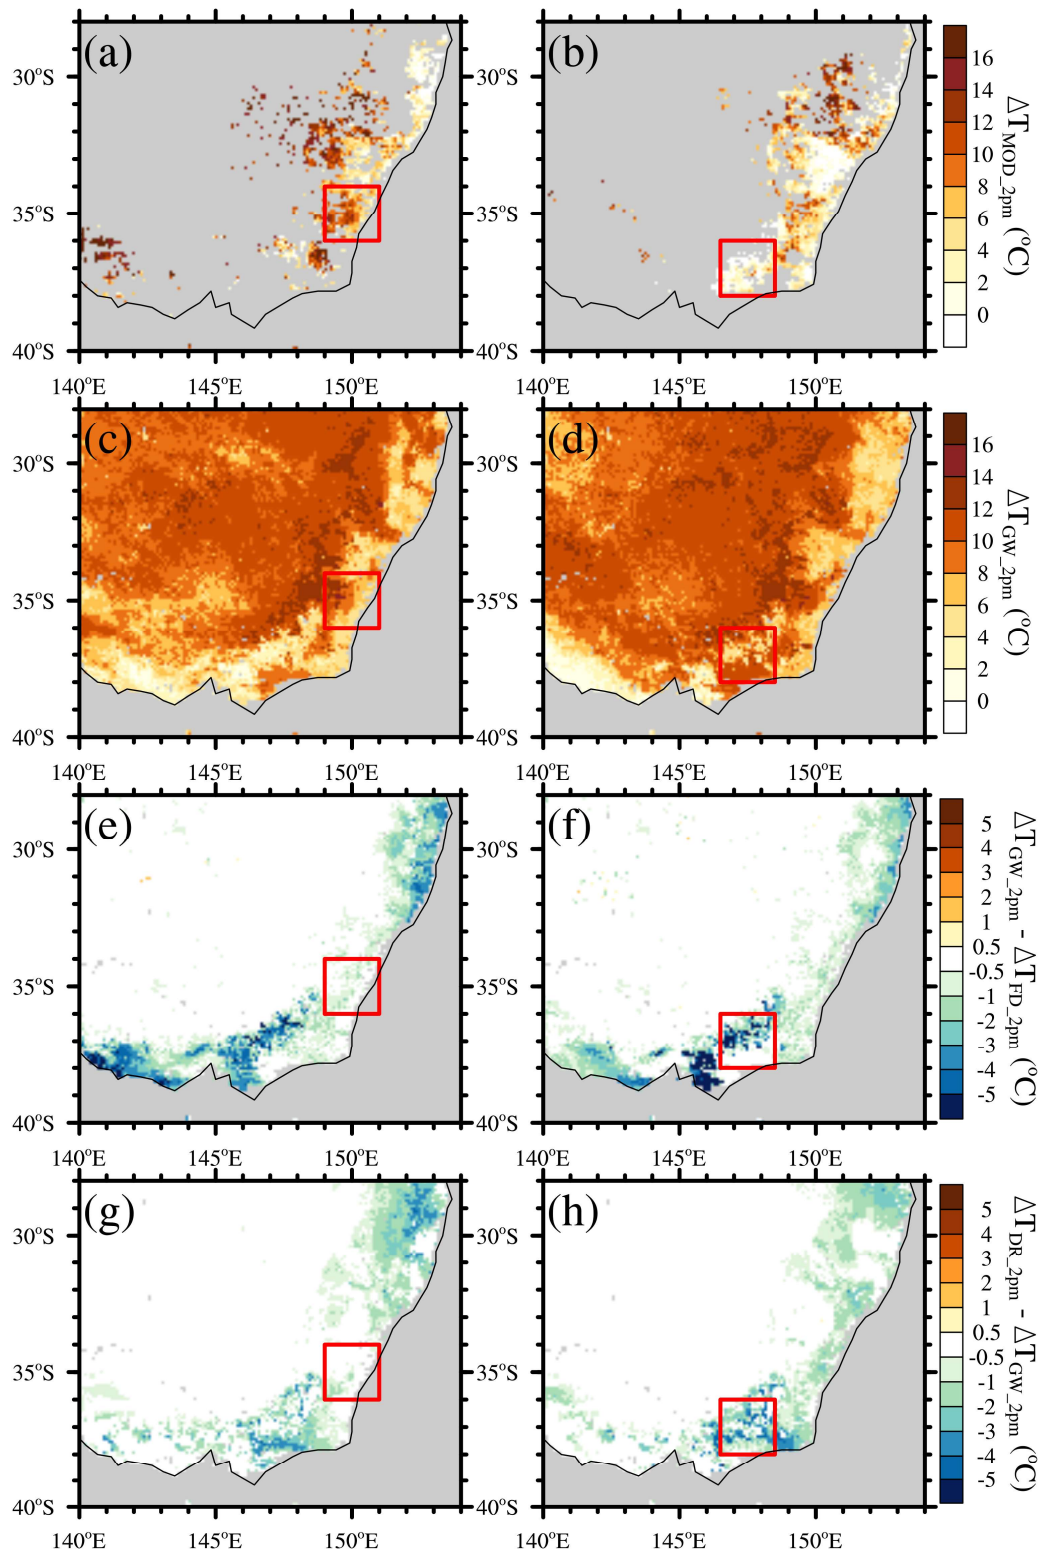 (a)
(b)
30°S
35°S
40°S
30°S
35°S
40°S
140°E 145°E 150°E
140°E 145°E 150°E
16
14
12
10
8
6
4
2
0
ΔT_MOD_2pm (°C)
(c)
(d)
30°S
35°S
40°S
30°S
35°S
40°S
140°E 145°E 150°E
140°E 145°E 150°E
16
14
12
10
8
6
4
2
0
ΔT_GW_2pm (°C)
(e)
(f)
30°S
35°S
40°S
30°S
35°S
40°S
140°E 145°E 150°E
140°E 145°E 150°E
5
4
3
2
1
0.5
-0.5
-1
-2
-3
-4
-5
ΔT_GW_2pm - ΔT_FD_2pm (°C)
(g)
(h)
30°S
35°S
40°S
30°S
35°S
40°S
140°E 145°E 150°E
140°E 145°E 150°E
5
4
3
2
1
0.5
-0.5
-1
-2
-3
-4
-5
ΔT_DR_2pm - ΔT_GW_2pm (°C)